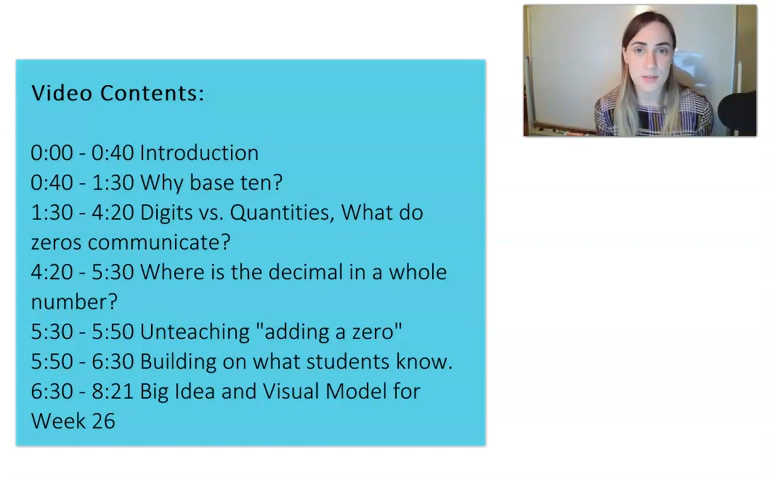 Video Contents:
0:00 - 0:40 Introduction
0:40 - 1:30 Why base ten?
1:30 - 4:20 Digits vs. Quantities, What do
zeros communicate?
4:20 - 5:30 Where is the decimal in a whole
number?
5:30 - 5:50 Unteaching "adding a zero"
5:50 - 6:30 Building on what students know.
6:30 - 8:21 Big Idea and Visual Model for
Week 26